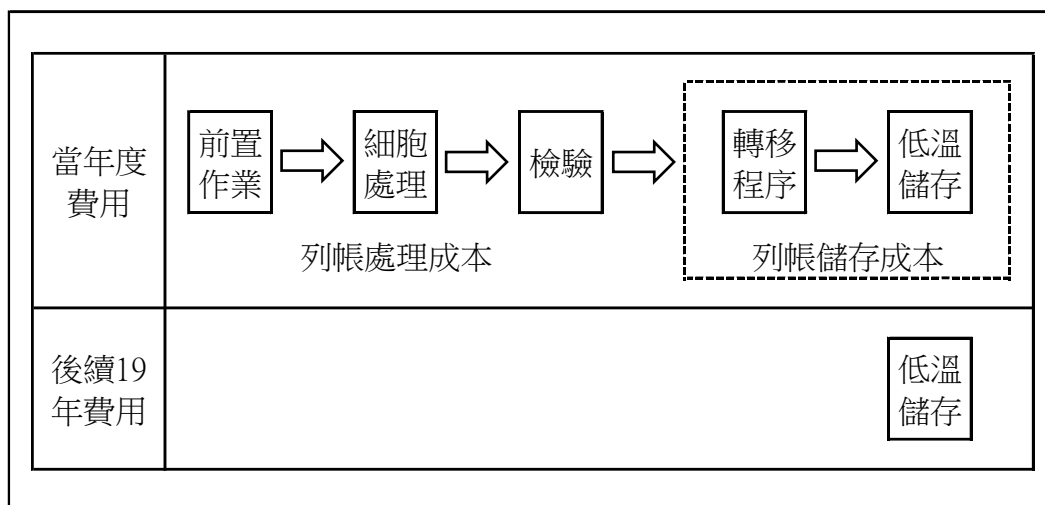 當年度
費用
前置
作業
細胞
處理
檢驗
轉移
程序
低溫
儲存
列帳處理成本
列帳儲存成本
後續19
年費用
低溫
儲存